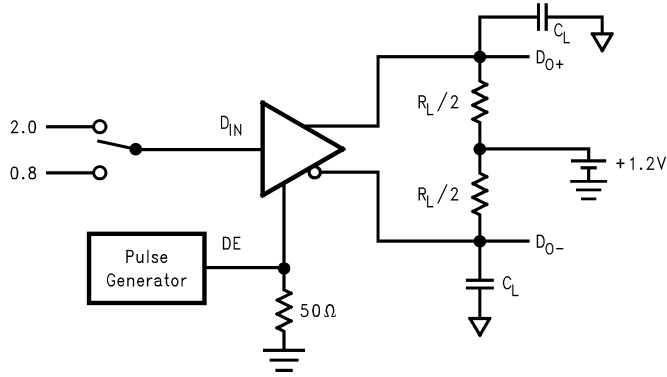 C_L
D_O+
R_L/2
2.0
D_IN
0.8
+1.2V
R_L/2
DE
D_O-
Pulse
Generator
50Ω
C_L